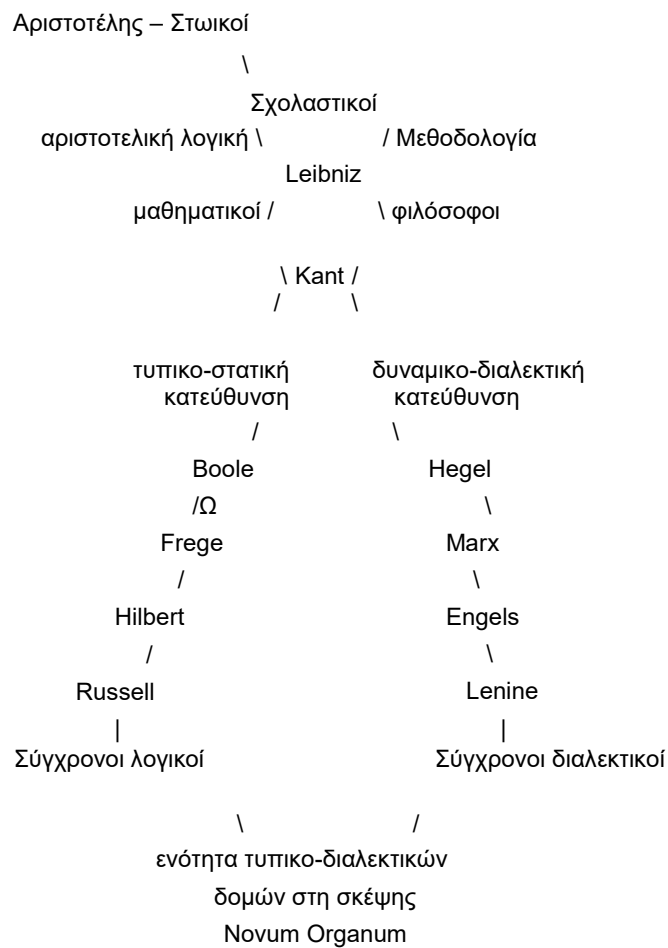 Αριστοτέλης – Στωικοί
\
Σχολαστικοί
αριστοτελική λογική \ / Μεθοδολογία
Leibniz
μαθηματικοί / \ φιλόσοφοι
\ Kant /
/ \
τυπικο-στατική δυναμικο-διαλεκτική
κατεύθυνση κατεύθυνση
/ \
Boole Hegel
/Ω \
Frege Marx
/ \
Hilbert Engels
/ \
Russell Lenine
| |
Σύγχρονοι λογικοί Σύγχρονοι διαλεκτικοί
\ /
ενότητα τυπικο-διαλεκτικών
δομών στη σκέψης
Novum Organum